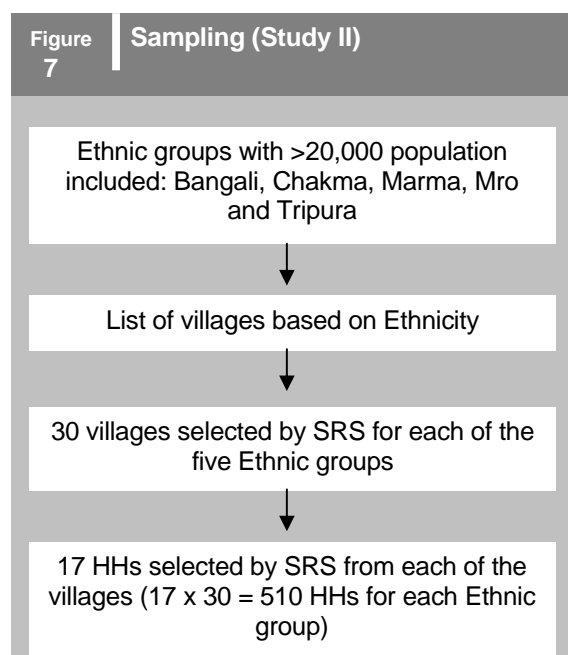 Figure
7
Sampling (Study II)
Ethnic groups with >20,000 population
included: Bangali, Chakma, Marma, Mro
and Tripura
List of villages based on Ethnicity
30 villages selected by SRS for each of the
five Ethnic groups
17 HHs selected by SRS from each of the
villages (17 x 30 = 510 HHs for each Ethnic
group)